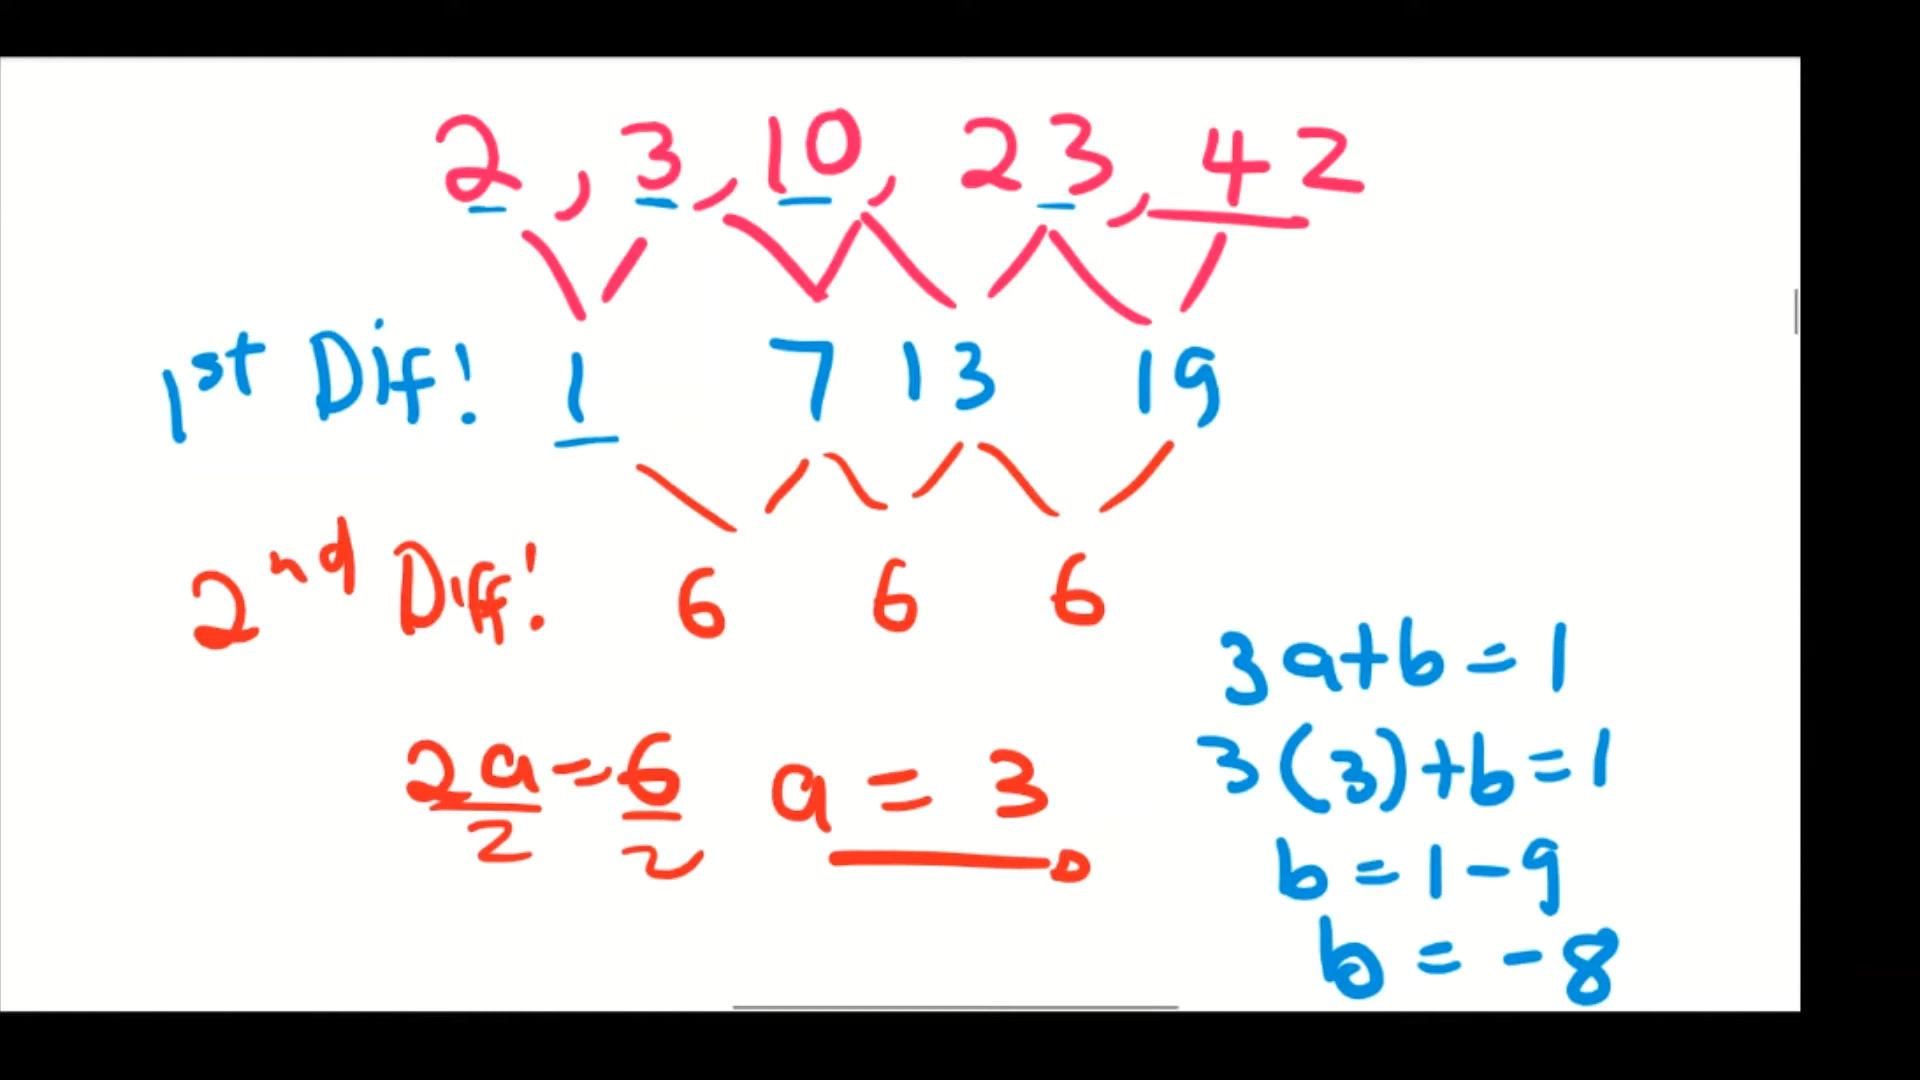 2, 3, 10, 23, 42
1st Dif! 1 7 13 19
2nd Diff! 6 6 6
3a+b=1
2a/2=6/2 a=3
3(3)+b=1
b=1-9
b=-8